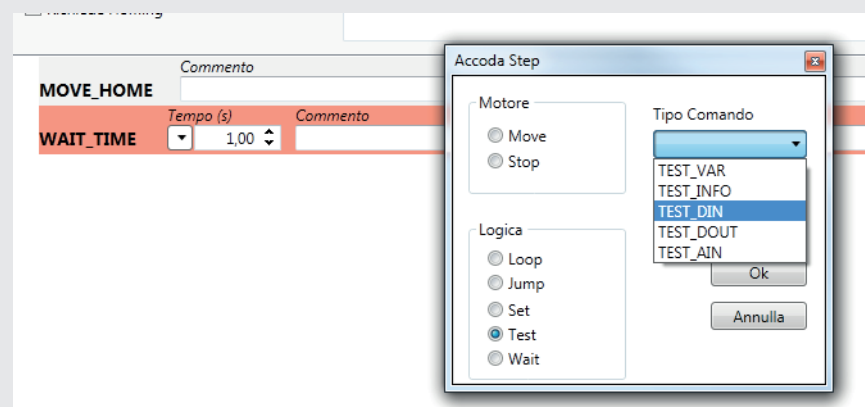 Commento
MOVE_HOME
Tempo (s) Commento
WAIT_TIME 1,00
Accoda Step
Motore
Move
Stop
Tipo Comando
TEST_VAR
TEST_INFO
TEST_DIN
TEST_DOUT
TEST_AIN
Logica
Loop
Jump
Set
Test
Wait
Ok
Annulla